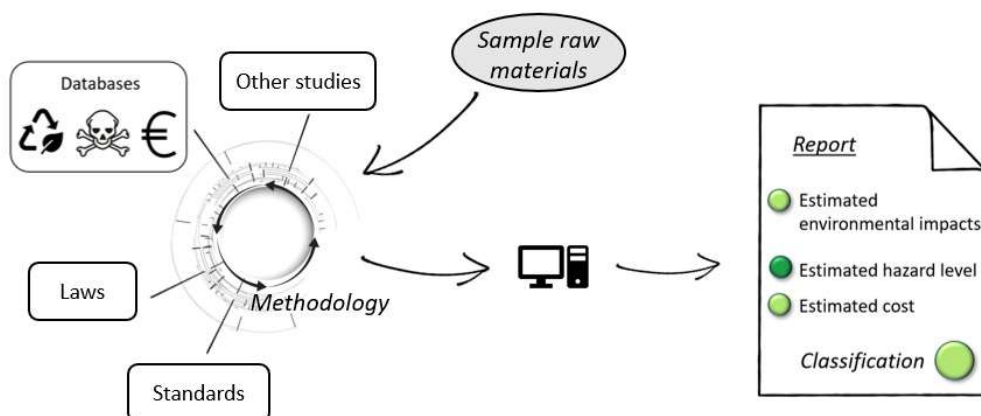 Sample raw
materials
Databases
€
Other studies
Laws
Methodology
Standards
Report
Estimated
environmental impacts
Estimated hazard level
Estimated cost
Classification